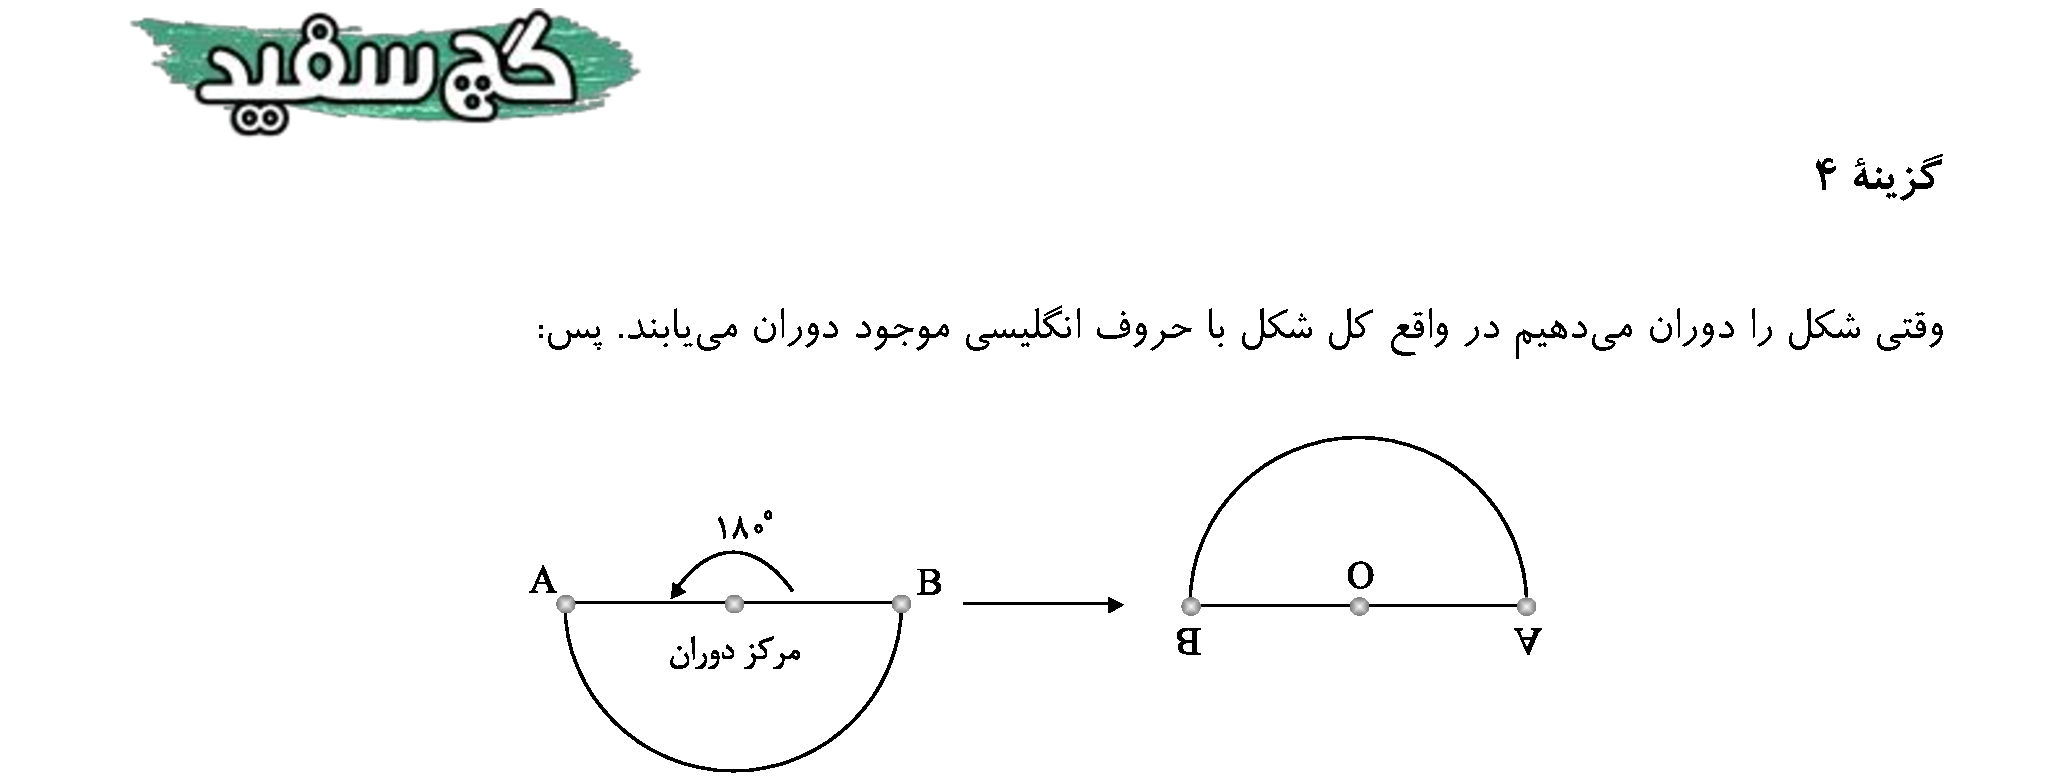 گچ سفید
گزینهٔ ۴
وقتی شکل را دوران می‌دهیم در واقع کل شکل با حروف انگلیسی موجود دوران می‌یابند. پس:
۱۸۰°
A
B
مرکز دوران
O
B
A